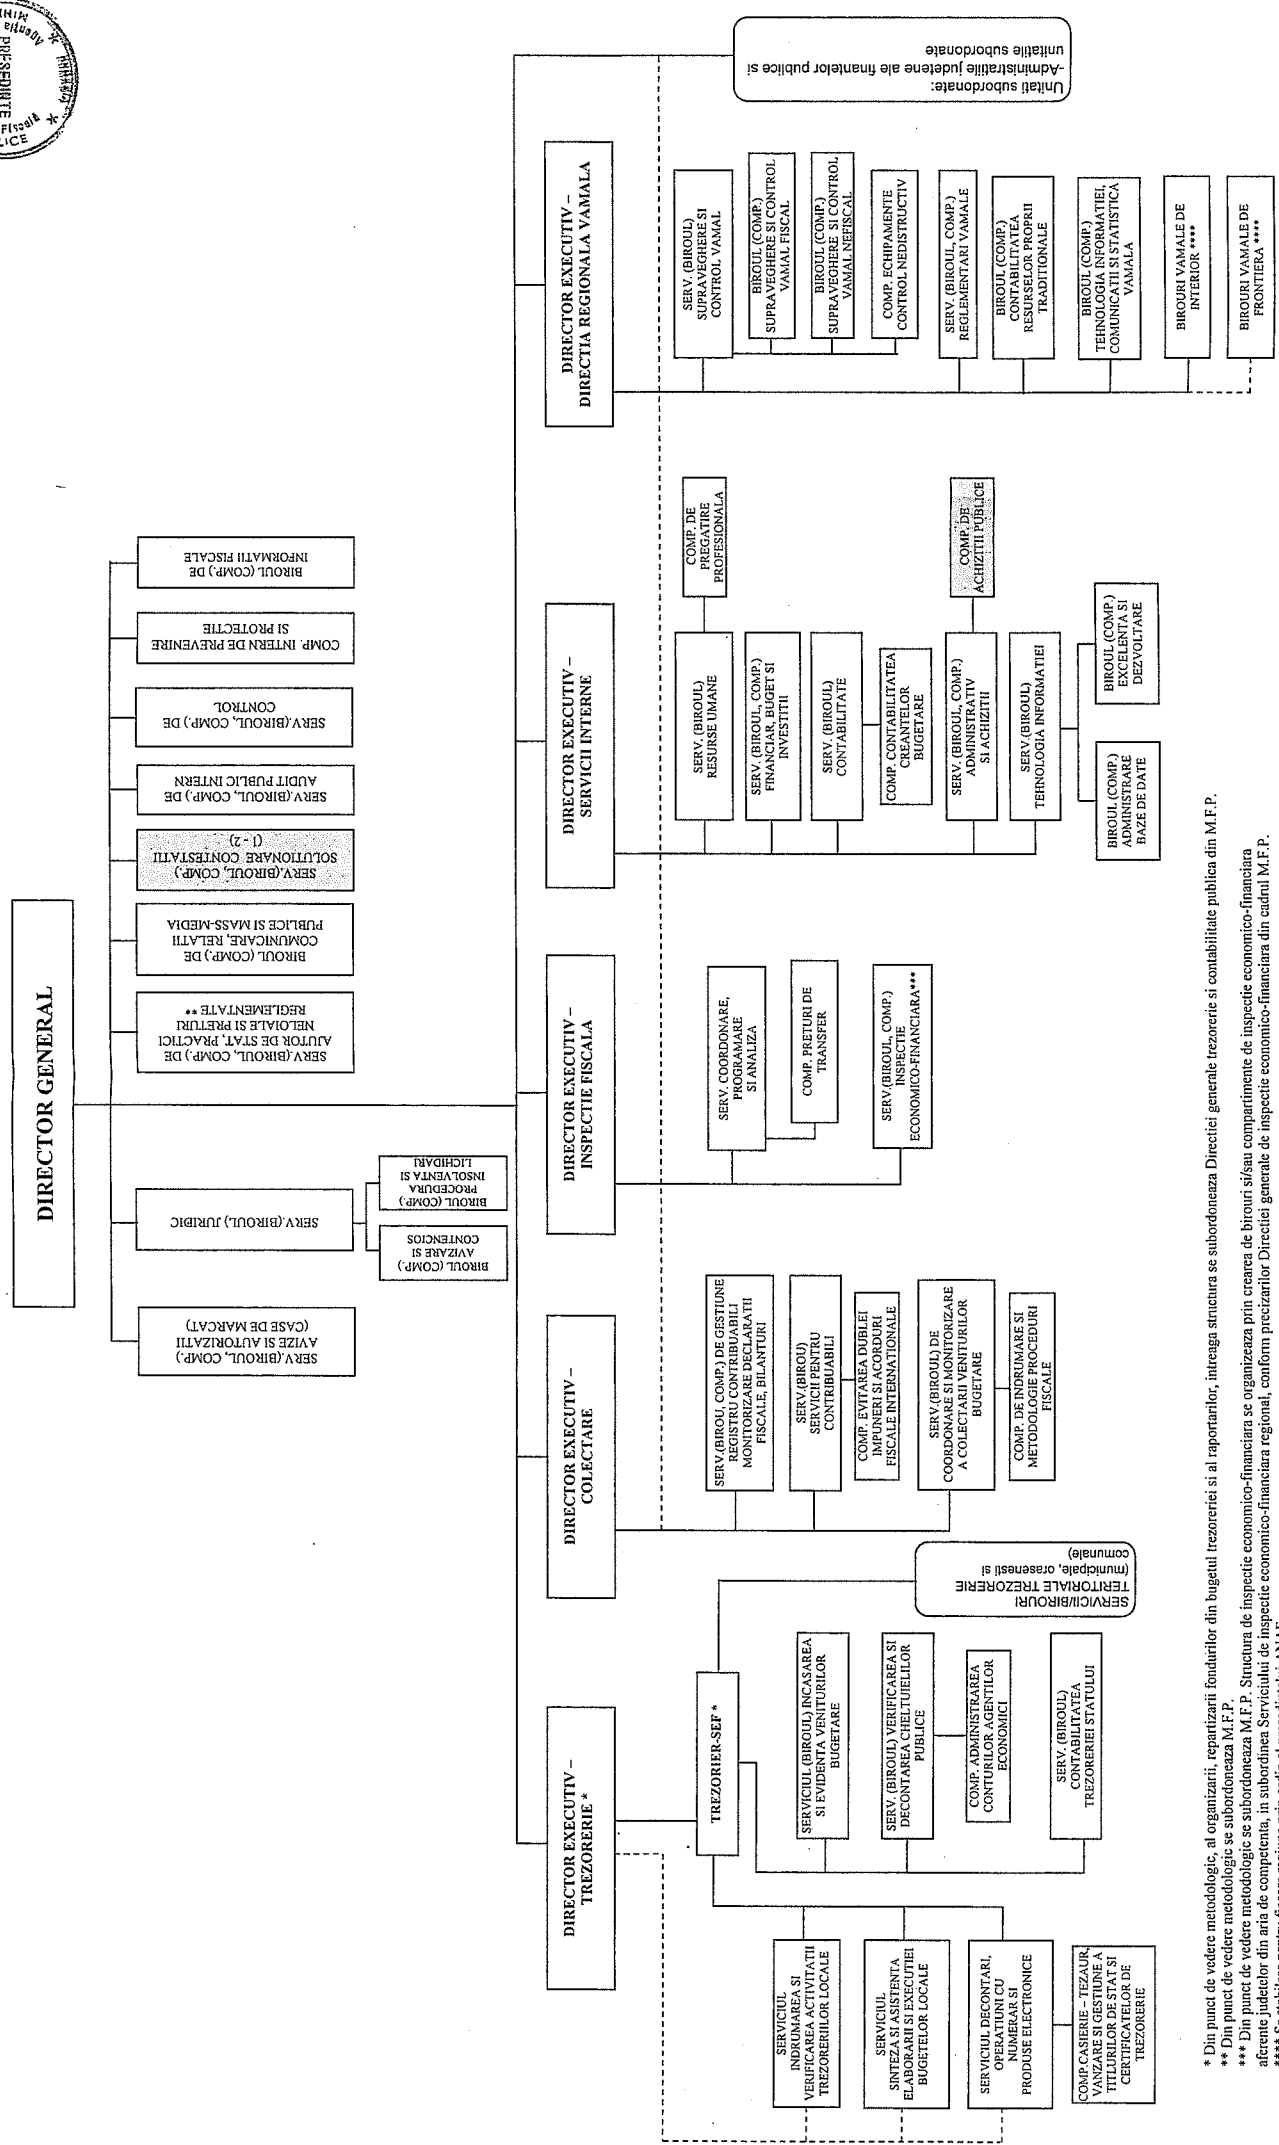 DIRECTOR GENERAL
SERV.(BIROUL, COMP.)
AVIZE SI AUTORIZATII
(CASE DE MARCAT)
SERV.(BIROUL) JURIDIC
BIROUL (COMP.)
AVIZARE SI
CONTENCIOS
BIROUL (COMP.)
PROCEDURA
INSOLVENTA SI
LICHIDARI
SERV.(BIROUL, COMP.) DE
AJUTOR DE STAT, PRACTICI
NELOIALE SI PRETURI
REGLEMENTATE **
BIROUL (COMP.) DE
COMUNICARE, RELATII
PUBLICE SI MASS-MEDIA
SERV.(BIROUL, COMP.)
SOLUTIONARE CONTESTATII
(1 - 2)
SERV.(BIROUL, COMP.) DE
AUDIT PUBLIC INTERN
SERV.(BIROUL, COMP.) DE
CONTROL
COMP. INTERN DE PREVENIRE
SI PROTECTIE
BIROUL (COMP.) DE
INFORMATII FISCALE
PRESEDINTE
DIRECTOR EXECUTIV –
TREZORERIE *
TREZORIER-SEF *
SERVICII/BIROURI
TERITORIALE TREZORERIE
(municipale, orasenesti si
comunale)
SERVICIUL
INDRUMAREA SI
VERIFICAREA ACTIVITATII
TREZORERIILOR LOCALE
SERVICIUL
SINTEZA SI ASISTENTA
ELABORARII SI EXECUTIEI
BUGETELOR LOCALE
SERVICIUL DECONTARI,
OPERATIUNI CU
NUMERAR SI
PRODUSE ELECTRONICE
COMP.CASIERIE – TEZAUR,
VANZARE SI GESTIUNE A
TITLURILOR DE STAT SI
CERTIFICATELOR DE
TREZORERIE
SERVICIUL (BIROUL) INCASAREA
SI EVIDENTA VENITURILOR
BUGETARE
SERV. (BIROUL) VERIFICAREA SI
DECONTAREA CHELTUIELILOR
PUBLICE
COMP. ADMINISTRAREA
CONTURILOR AGENTILOR
ECONOMICI
SERV. (BIROUL)
CONTABILITATEA
TREZORERIEI STATULUI
DIRECTOR EXECUTIV –
COLECTARE
SERV.(BIROU, COMP.) DE GESTIUNE
REGISTRU CONTRIBUABILI
MONITORIZARE DECLARATII
FISCALE, BILANTURI
SERV.(BIROU)
SERVICII PENTRU
CONTRIBUABILI
COMP. EVITAREA DUBLEI
IMPUNERI SI ACORDURI
FISCALE INTERNATIONALE
SERV.(BIROUL) DE
COORDONARE SI MONITORIZARE
A COLECTARII VENITURILOR
BUGETARE
COMP. DE INDRUMARE SI
METODOLOGIE PROCEDURI
FISCALE
DIRECTOR EXECUTIV –
INSPECTIE FISCALA
SERV. COORDONARE,
PROGRAMARE
SI ANALIZA
COMP. PRETURI DE
TRANSFER
SERV.(BIROUL, COMP.)
INSPECTIE
ECONOMICO-FINANCIARA***
DIRECTOR EXECUTIV –
SERVICII INTERNE
SERV. (BIROUL)
RESURSE UMANE
COMP. DE
PREGATIRE
PROFESIONALA
SERV. (BIROUL, COMP.)
FINANCIAR, BUGET SI
INVESTITII
SERV. (BIROUL)
CONTABILITATE
COMP. CONTABILITATEA
CREANTELOR
BUGETARE
SERV. (BIROUL, COMP.)
ADMINISTRATIV
SI ACHIZITII
COMP. DE
ACHIZITII PUBLICE
SERV.(BIROUL)
TEHNOLOGIA INFORMATIEI
BIROUL (COMP.)
ADMINISTRARE
BAZE DE DATE
BIROUL (COMP.)
EXCELENTA SI
DEZVOLTARE
DIRECTOR EXECUTIV –
DIRECTIA REGIONALA VAMALA
SERV. (BIROUL)
SUPRAVEGHERE SI
CONTROL VAMAL
BIROUL (COMP.)
SUPRAVEGHERE SI CONTROL
VAMAL FISCAL
BIROUL (COMP.)
SUPRAVEGHERE SI CONTROL
VAMAL NEFISCAL
COMP. ECHIPAMENTE
CONTROL NEDISTRUCTIV
SERV. (BIROUL, COMP.)
REGLEMENTARI VAMALE
BIROUL (COMP.)
CONTABILITATEA
RESURSELOR PROPRII
TRADITIONALE
BIROUL (COMP.)
TEHNOLOGIA INFORMATIEI,
COMUNICATII SI STATISTICA
VAMALA
BIROURI VAMALE DE
INTERIOR ****
BIROURI VAMALE DE
FRONTIERA ****
Unitati subordonate:
-Administratiile judetene ale finantelor publice si
unitatile subordonate
* Din punct de vedere metodologic, al organizarii, repartizarii fondurilor din bugetul trezoreriei si al raportarilor, intreaga structura se subordoneaza Directiei generale trezorerie si contabilitate publica din M.F.P.
** Din punct de vedere metodologic se subordoneaza M.F.P.
*** Din punct de vedere metodologic se subordoneaza M.F.P. Structura de inspectie economico-financiara se organizeaza prin crearea de birouri si/sau compartimente de inspectie economico-financiara
aferente judetelor din aria de competenta, in subordinea Serviciului de inspectie economico-financiara regional, conform precizarilor Directiei generale de inspectie economico-financiara din cadrul M.F.P.